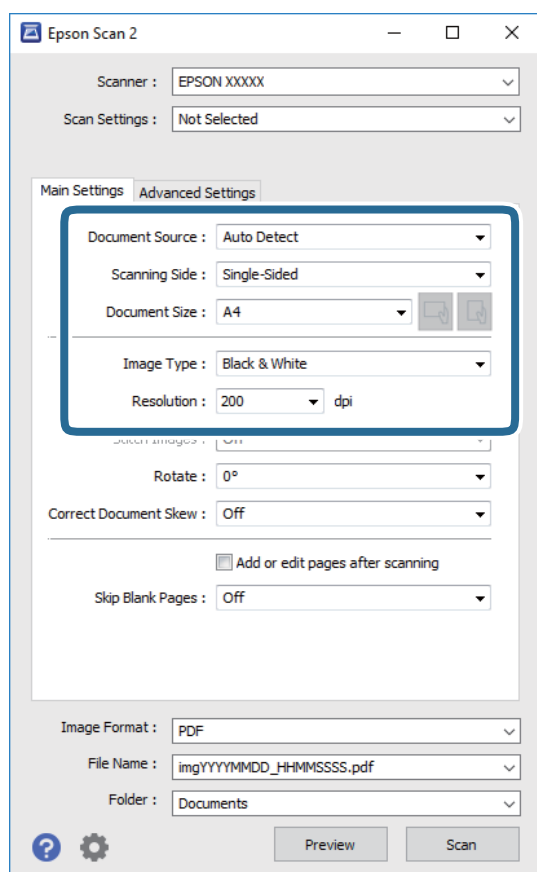 Epson Scan 2
Scanner : EPSON XXXXX
Scan Settings : Not Selected
Main Settings Advanced Settings
Document Source : Auto Detect
Scanning Side : Single-Sided
Document Size : A4
Image Type : Black & White
Resolution : 200 dpi
Stitch Images : On
Rotate : 0°
Correct Document Skew : Off
Add or edit pages after scanning
Skip Blank Pages : Off
Image Format : PDF
File Name : imgYYYYMMDD_HHMMSSSS.pdf
Folder : Documents
? Preview Scan